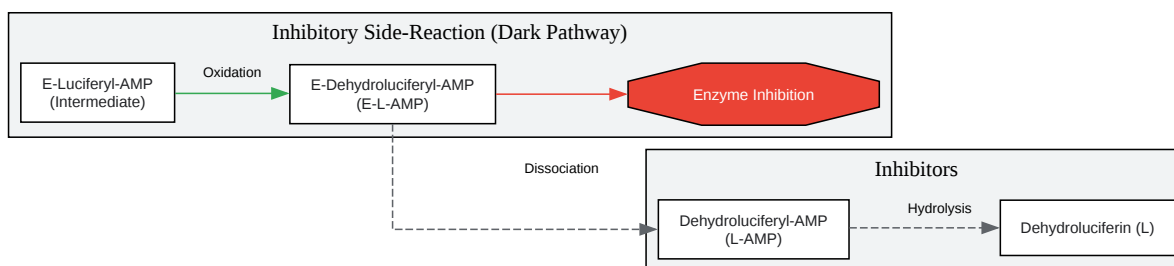 Inhibitory Side-Reaction (Dark Pathway)
E-Luciferyl-AMP
(Intermediate)
Oxidation
E-Dehydroluciferyl-AMP
(E-L-AMP)
Enzyme Inhibition
Dissociation
Inhibitors
Dehydroluciferyl-AMP
(L-AMP)
Hydrolysis
Dehydroluciferin (L)